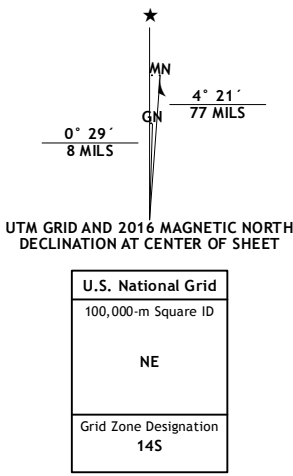 ★
MN
GN
4° 21´
77 MILS
0° 29´
8 MILS
UTM GRID AND 2016 MAGNETIC NORTH
DECLINATION AT CENTER OF SHEET
U.S. National Grid
100,000-m Square ID
NE
Grid Zone Designation
14S